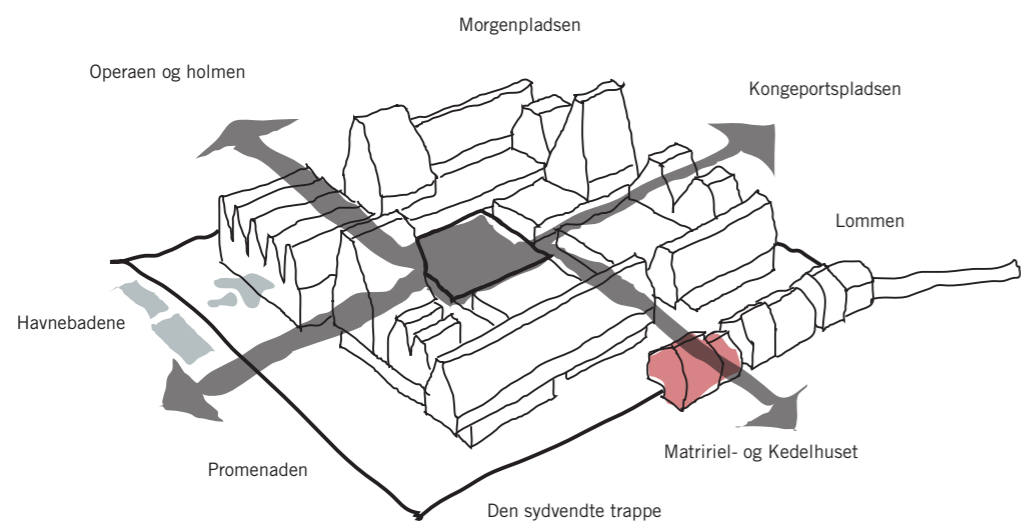 Morgenpladsen
Operaen og holmen
Kongeportspladsen
Lommen
Havnebadene
Matririel- og Kedelhuset
Promenaden
Den sydvendte trappe